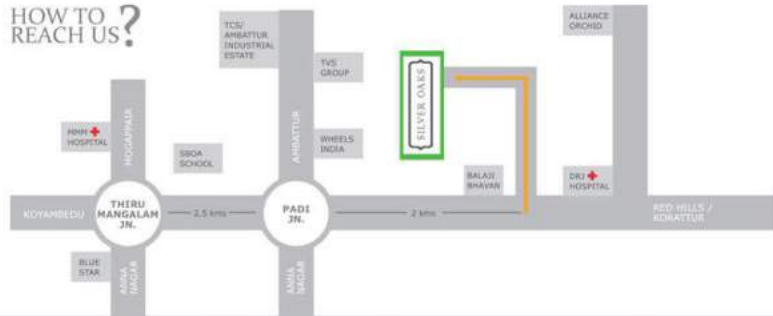 HOW TO
REACH US?
TCS/
AMBATTUR
INDUSTRIAL
ESTATE
TVS
GROUP
SILVER OAKS
ALLIANCE
ORCHID
MMM
HOSPITAL
MOGAPPAIR
SBOA
SCHOOL
AMBATTUR
WHEELS
INDIA
BALAJI
BHAVAN
DRJ
HOSPITAL
KOYAMBEDU
THIRU
MANGALAM
JN.
2.5 kms
PADI
JN.
2 kms
RED HILLS /
KORATTUR
BLUE
STAR
ANNA
NAGAR
ANNA
NAGAR